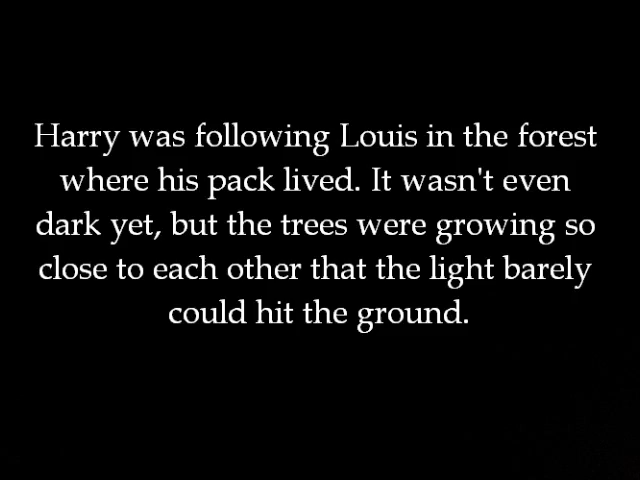 Harry was following Louis in the forest
where his pack lived. It wasn't even
dark yet, but the trees were growing so
close to each other that the light barely
could hit the ground.